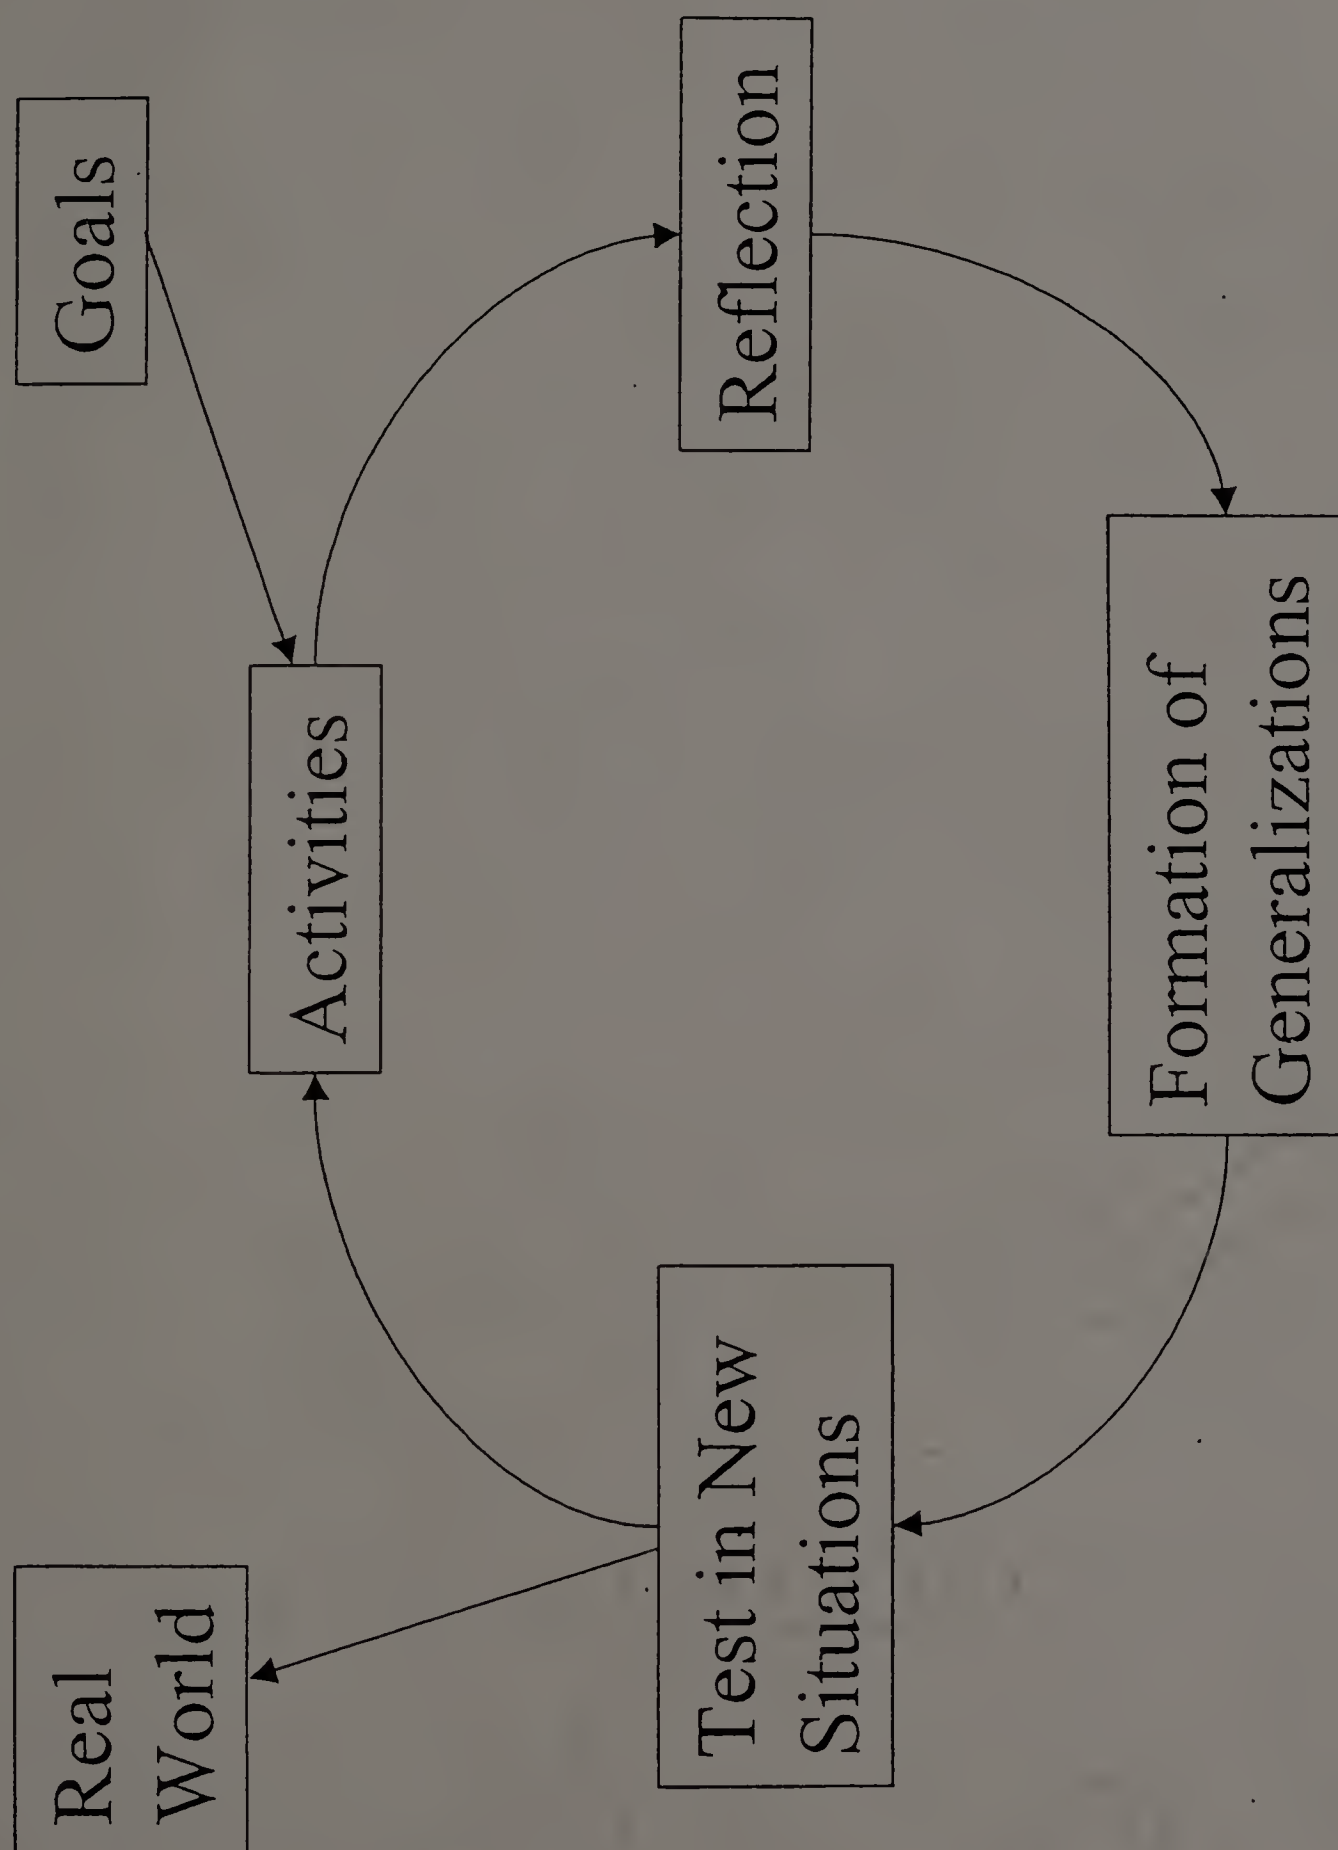 Real
World
Goals
Activities
Test in New
Situations
Reflection
Formation of
Generalizations